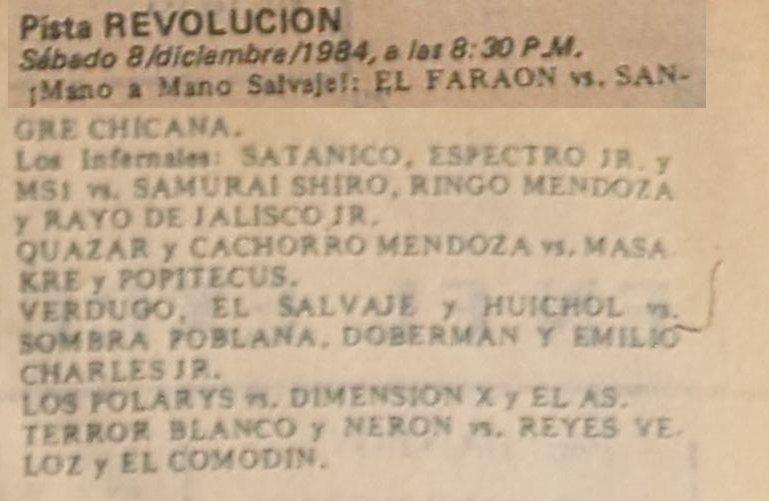 Pista REVOLUCION
Sábado 8/diciembre/1984, a las 8:30 P.M.
¡Mano a Mano Salvaje!: EL FARAON vs. SAN-
GRE CHICANA.
Los Infernales: SATANICO, ESPECTRO JR. y
MS1 vs. SAMURAI SHIRO, RINGO MENDOZA
y RAYO DE JALISCO JR.
QUAZAR y CACHORRO MENDOZA vs. MASA
KRE y POPITECUS.
VERDUGO, EL SALVAJE y HUICHOL vs.
SOMBRA POBLANA, DOBERMAN Y EMILIO
CHARLES JR.
LOS POLARYS vs. DIMENSION X y EL AS.
TERROR BLANCO y NERON vs. REYES VE-
LOZ y EL COMODIN.